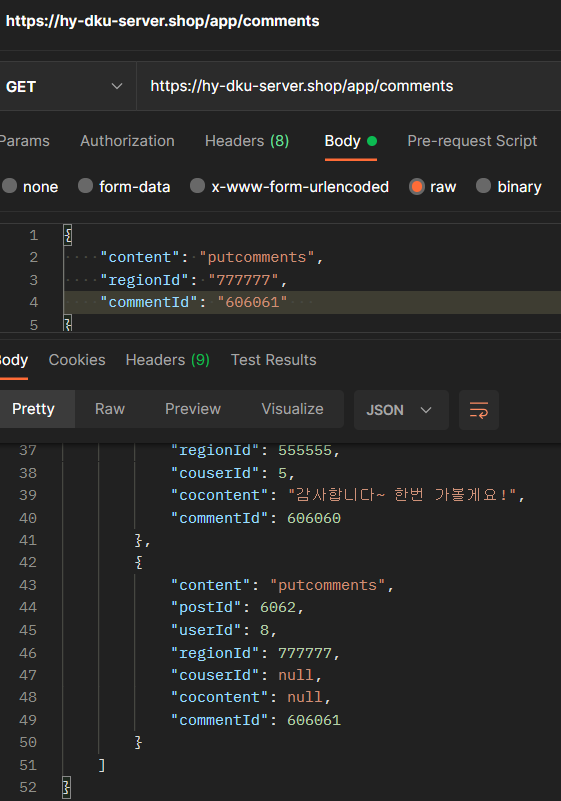 https://hy-dku-server.shop/app/comments
GET https://hy-dku-server.shop/app/comments
Params Authorization Headers (8) Body Pre-request Script
none form-data x-www-form-urlencoded raw binary
1 {
2 "content": "putcomments",
3 "regionId": "777777",
4 "commentId": "606061"
5 }
Body Cookies Headers (9) Test Results
Pretty Raw Preview Visualize JSON
37 "regionId": 555555,
38 "couserId": 5,
39 "cocontent": "감사합니다~ 한번 가볼게요!",
40 "commentId": 606060
41 },
42 {
43 "content": "putcomments",
44 "postId": 6062,
45 "userId": 8,
46 "regionId": 777777,
47 "couserId": null,
48 "cocontent": null,
49 "commentId": 606061
50 }
51 ]
52 }